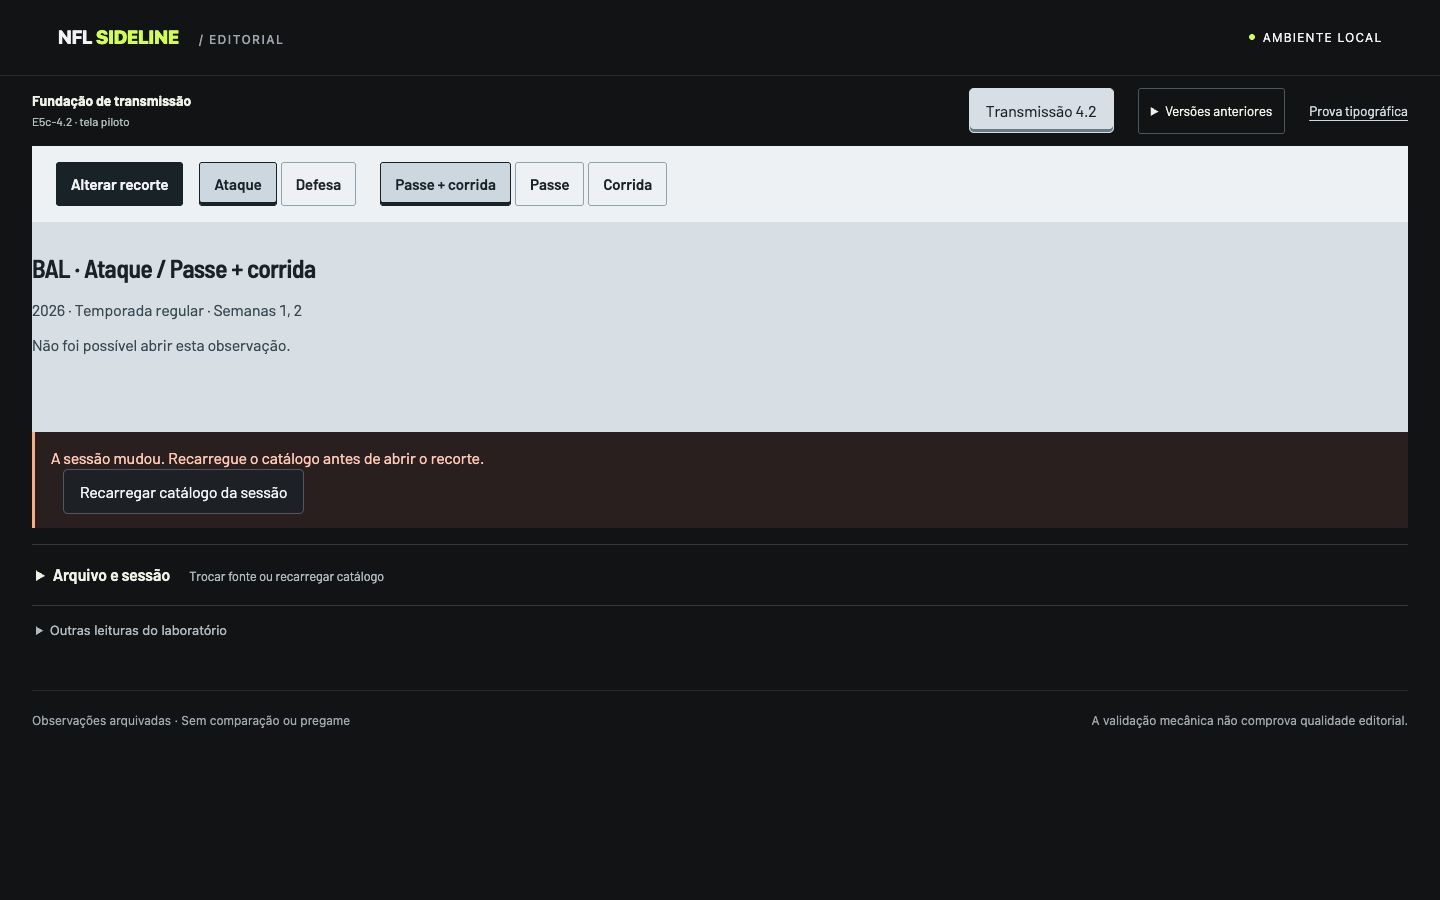 NFL SIDELINE / EDITORIAL
AMBIENTE LOCAL
Fundação de transmissão
E5c-4.2 · tela piloto
Transmissão 4.2
Versões anteriores
Prova tipográfica
Alterar recorte
Ataque
Defesa
Passe + corrida
Passe
Corrida
BAL · Ataque / Passe + corrida
2026 · Temporada regular · Semanas 1, 2
Não foi possível abrir esta observação.
A sessão mudou. Recarregue o catálogo antes de abrir o recorte.
Recarregar catálogo da sessão
Arquivo e sessão
Trocar fonte ou recarregar catálogo
Outras leituras do laboratório
Observações arquivadas · Sem comparação ou pregame
A validação mecânica não comprova qualidade editorial.